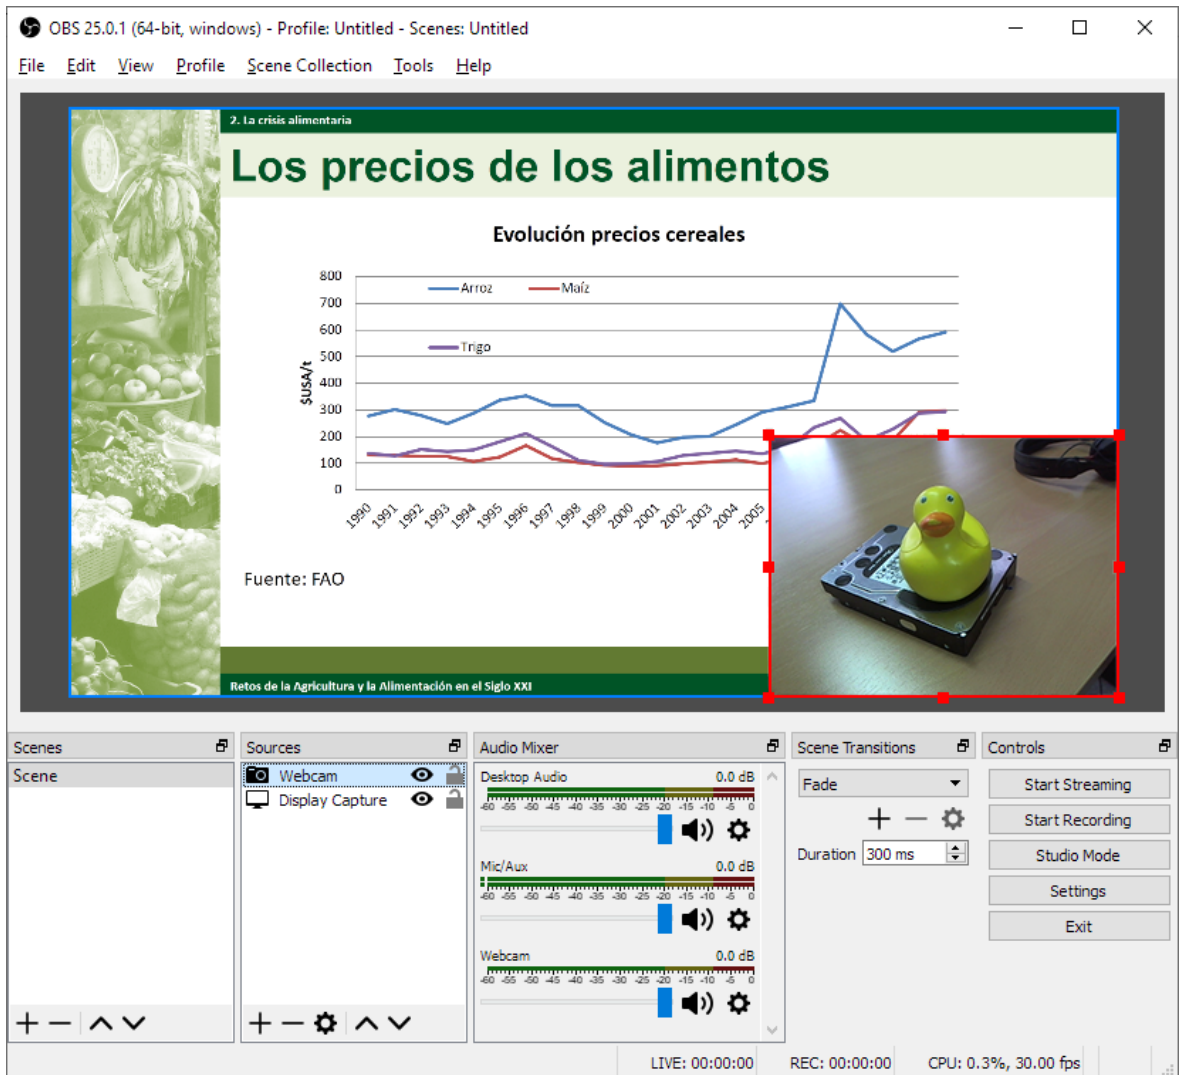 OBS 25.0.1 (64-bit, windows) - Profile: Untitled - Scenes: Untitled
File Edit View Profile Scene Collection Tools Help
2. La crisis alimentaria
Los precios de los alimentos
Evolución precios cereales
800
700
600
500
400
300
200
100
0
$USA/t
Arroz Maíz
Trigo
1990 1991 1992 1993 1994 1995 1996 1997 1998 1999 2000 2001 2002 2003 2004 2005
Fuente: FAO
Retos de la Agricultura y la Alimentación en el Siglo XXI
Scenes
Scene
Sources
Webcam
Display Capture
Audio Mixer
Desktop Audio 0.0 dB
-60 -55 -50 -45 -40 -35 -30 -25 -20 -15 -10 -5 0
Mic/Aux 0.0 dB
-60 -55 -50 -45 -40 -35 -30 -25 -20 -15 -10 -5 0
Webcam 0.0 dB
-60 -55 -50 -45 -40 -35 -30 -25 -20 -15 -10 -5 0
Scene Transitions
Fade
Duration 300 ms
Controls
Start Streaming
Start Recording
Studio Mode
Settings
Exit
LIVE: 00:00:00 REC: 00:00:00 CPU: 0.3%, 30.00 fps